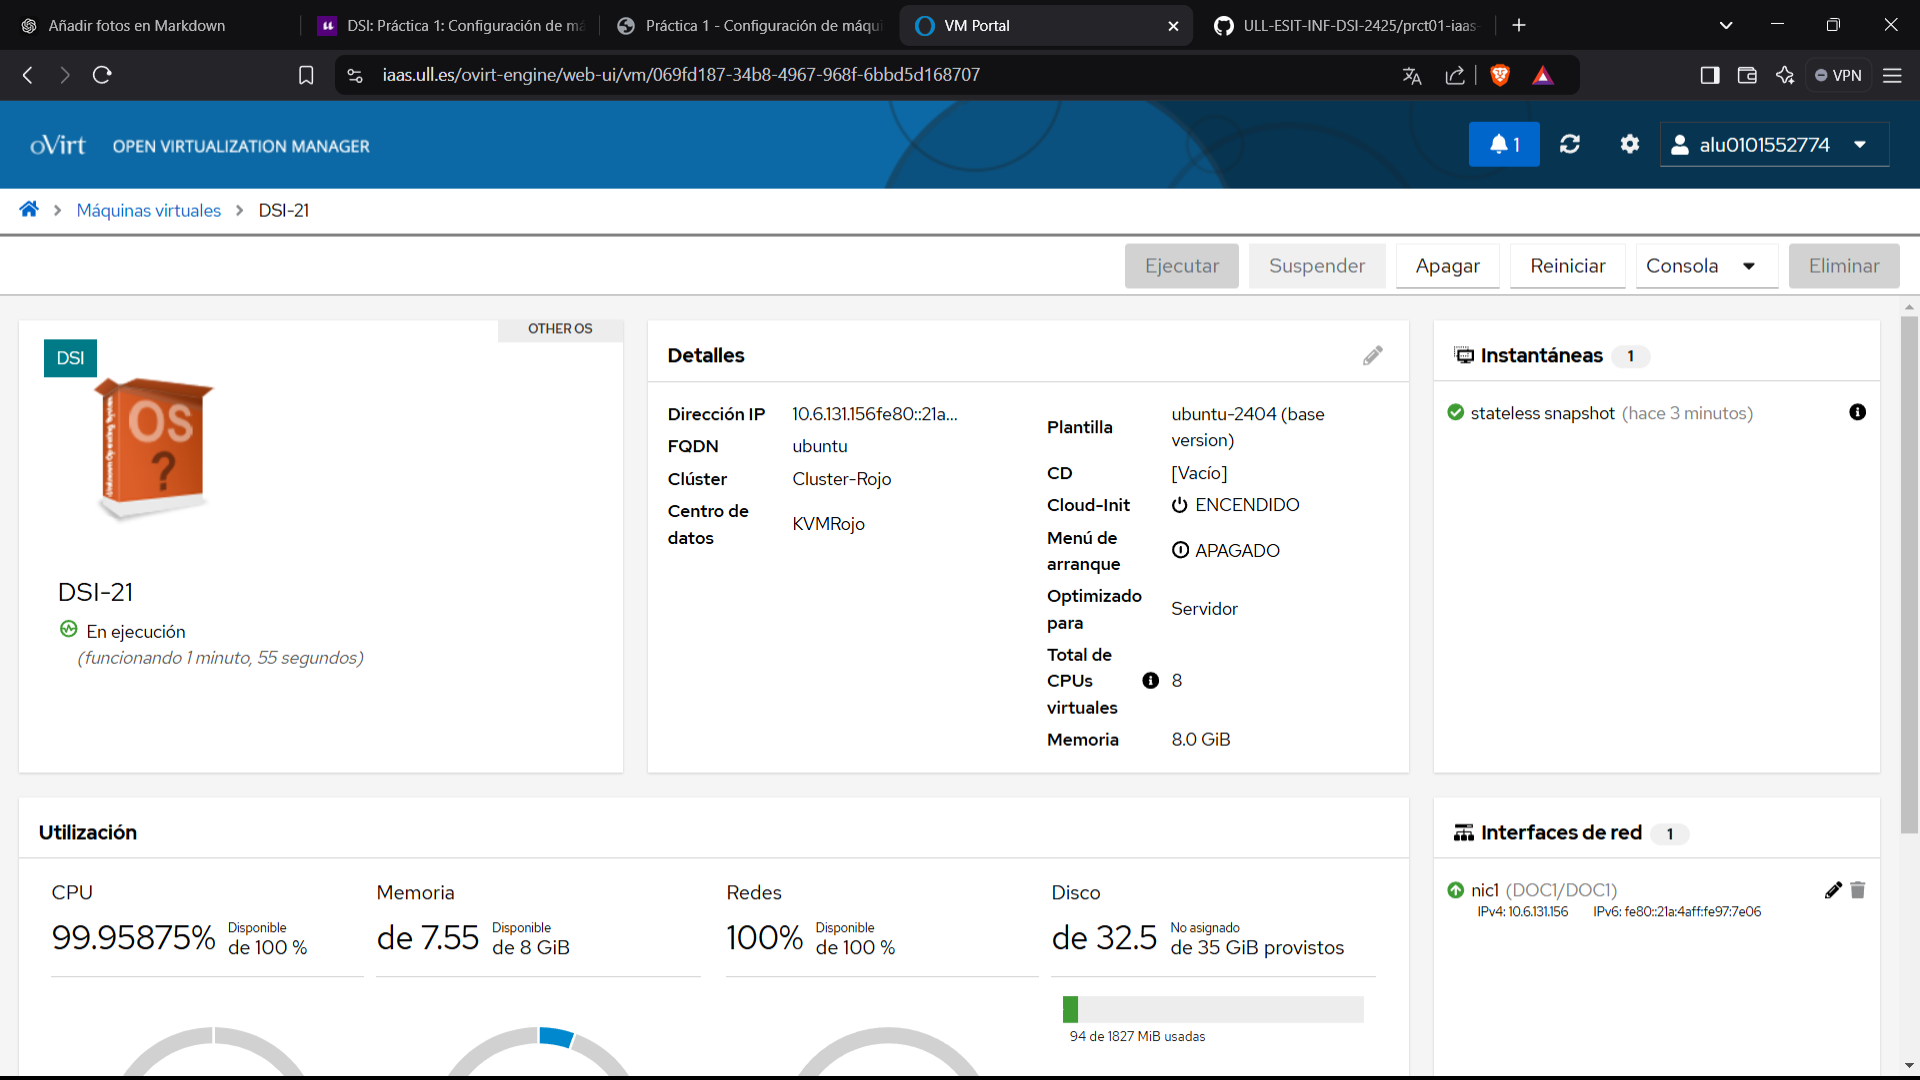 Añadir fotos en Markdown
DSI: Práctica 1: Configuración de má
Práctica 1 - Configuración de máqui
VM Portal
ULL-ESIT-INF-DSI-2425/prct01-iaas-
iaas.ull.es/ovirt-engine/web-ui/vm/069fd187-34b8-4967-968f-6bbd5d168707
VPN
oVirt OPEN VIRTUALIZATION MANAGER
1
alu0101552774
Máquinas virtuales > DSI-21
Ejecutar
Suspender
Apagar
Reiniciar
Consola
Eliminar
OTHER OS
DSI
OS
?
DSI-21
En ejecución
(funcionando 1 minuto, 55 segundos)
Detalles
Dirección IP 10.6.131.156fe80::21a...
FQDN ubuntu
Clúster Cluster-Rojo
Centro de datos KVMRojo
Plantilla ubuntu-2404 (base version)
CD [Vacío]
Cloud-Init ENCENDIDO
Menú de arranque APAGADO
Optimizado para Servidor
Total de CPUs virtuales 8
Memoria 8.0 GiB
Instantáneas 1
stateless snapshot (hace 3 minutos)
Utilización
CPU
99.95875% Disponible de 100 %
Memoria
de 7.55 Disponible de 8 GiB
Redes
100% Disponible de 100 %
Disco
de 32.5 No asignado de 35 GiB provistos
94 de 1827 MiB usadas
Interfaces de red 1
nic1 (DOC1/DOC1)
IPv4: 10.6.131.156 IPv6: fe80::21a:4aff:fe97:7e06